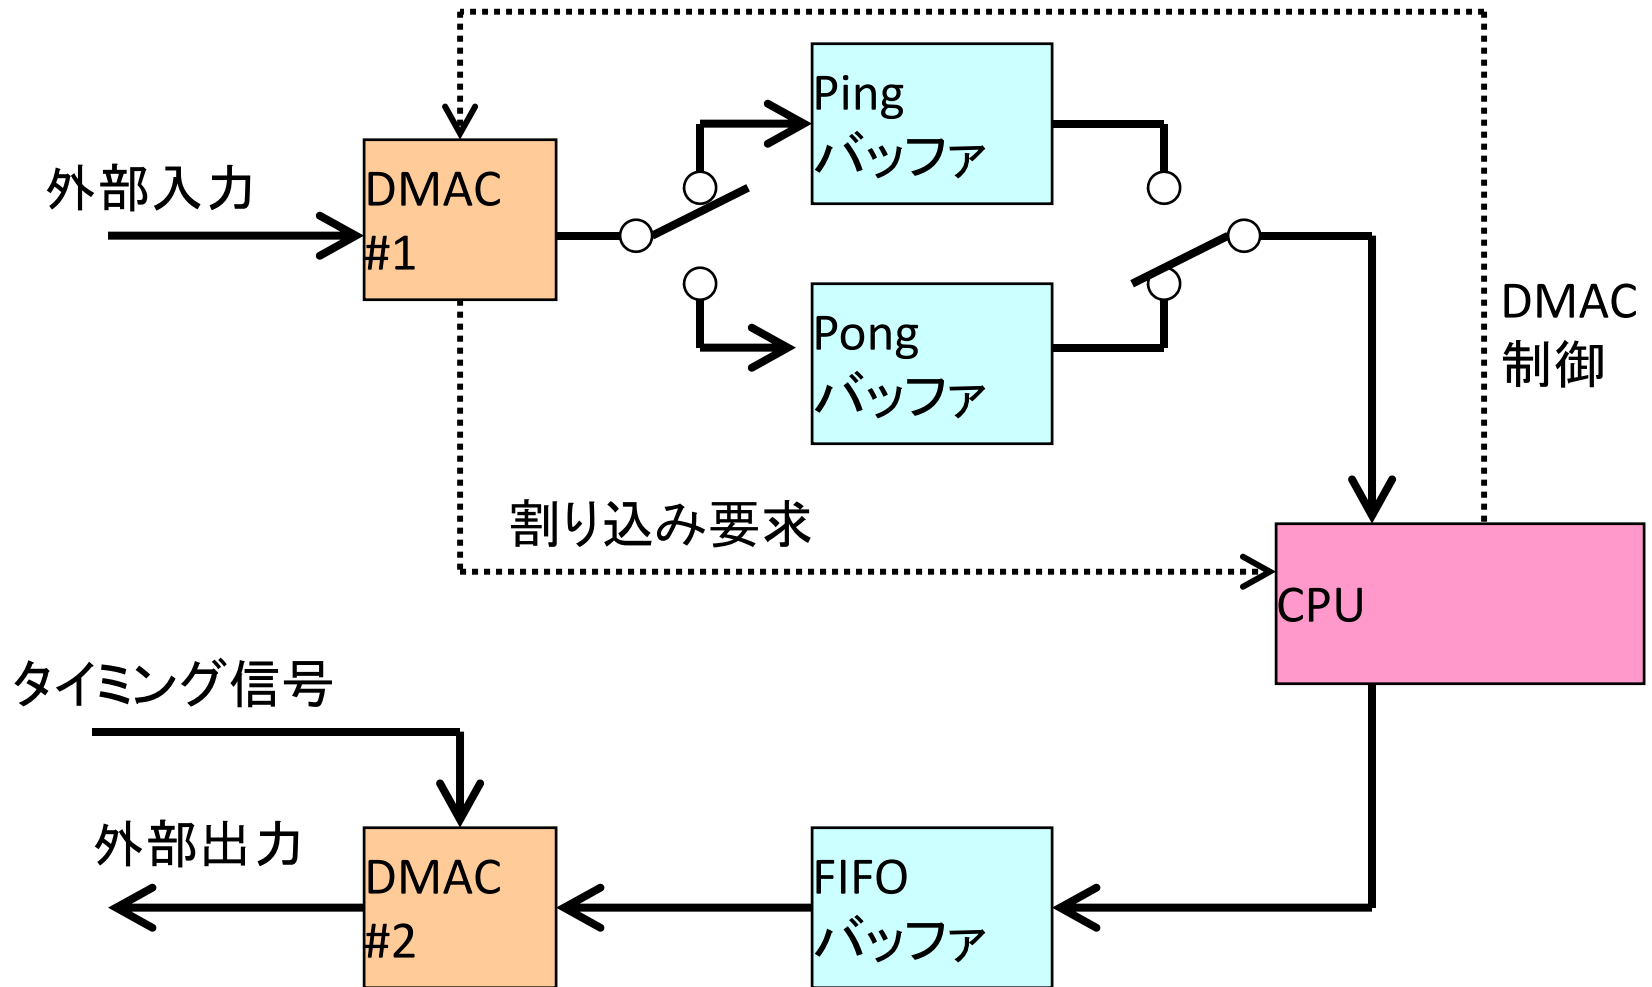 Ping
バッファ
外部入力
DMAC
#1
Pong
バッファ
DMAC
制御
割り込み要求
CPU
タイミング信号
外部出力
DMAC
#2
FIFO
バッファ